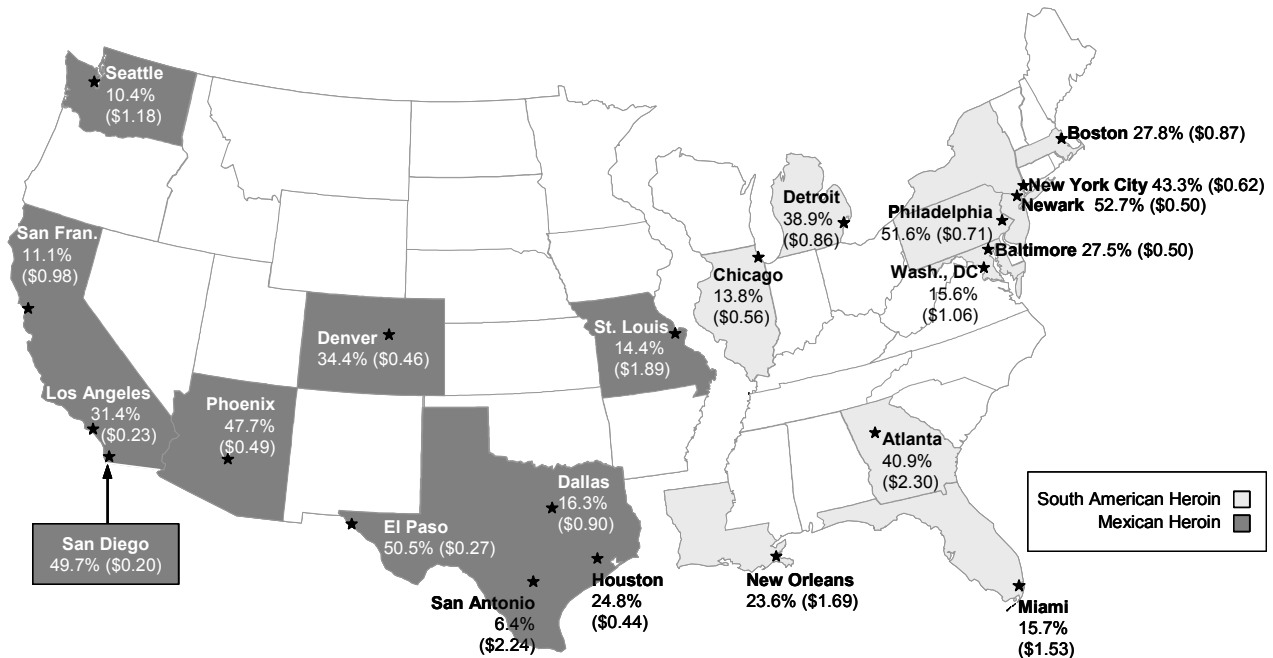 Seattle
10.4%
($1.18)
Boston 27.8% ($0.87)
New York City 43.3% ($0.62)
Newark 52.7% ($0.50)
Detroit
38.9%
($0.86)
Philadelphia
51.6% ($0.71)
San Fran.
11.1%
($0.98)
Baltimore 27.5% ($0.50)
Chicago
13.8%
($0.56)
Wash., DC
15.6%
($1.06)
Denver
34.4% ($0.46)
St. Louis
14.4%
($1.89)
Los Angeles
31.4%
($0.23)
Phoenix
47.7%
($0.49)
Atlanta
40.9%
($2.30)
Dallas
16.3%
($0.90)
South American Heroin
Mexican Heroin
El Paso
50.5% ($0.27)
San Diego
49.7% ($0.20)
Houston
24.8%
($0.44)
New Orleans
23.6% ($1.69)
San Antonio
6.4%
($2.24)
Miami
15.7%
($1.53)